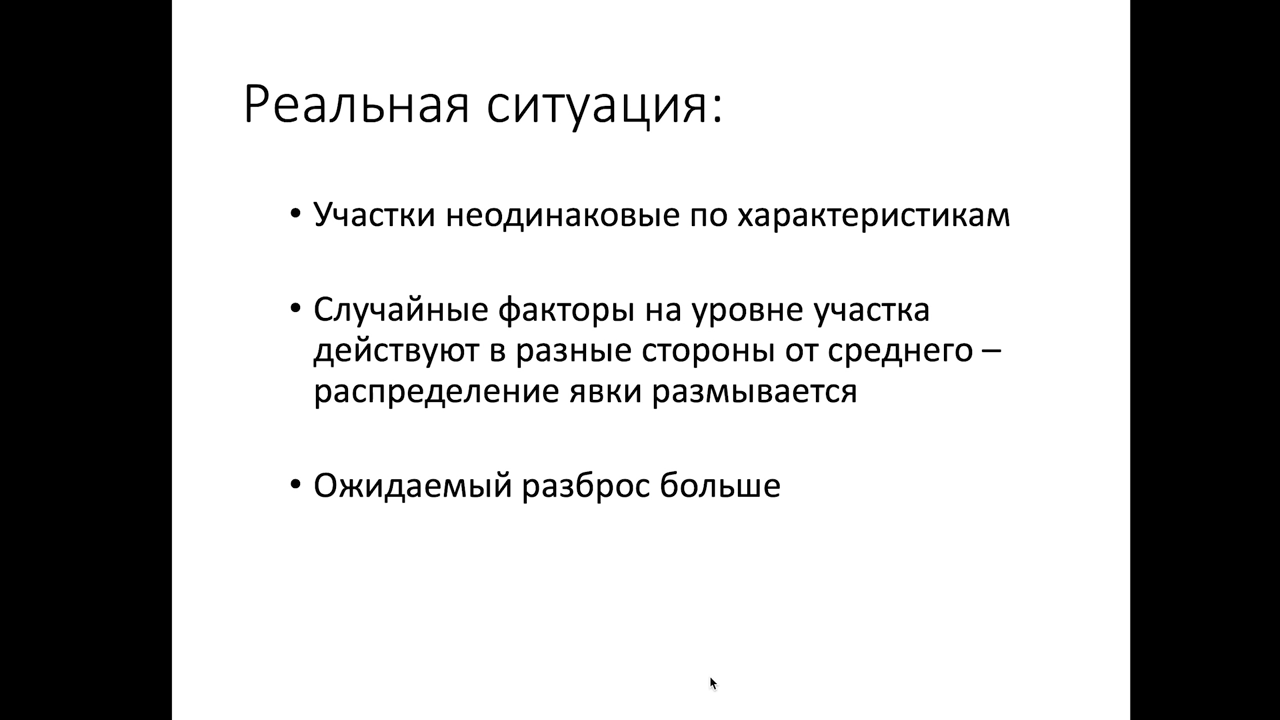 Реальная ситуация:
• Участки неодинаковые по характеристикам
• Случайные факторы на уровне участка
действуют в разные стороны от среднего –
распределение явки размывается
• Ожидаемый разброс больше